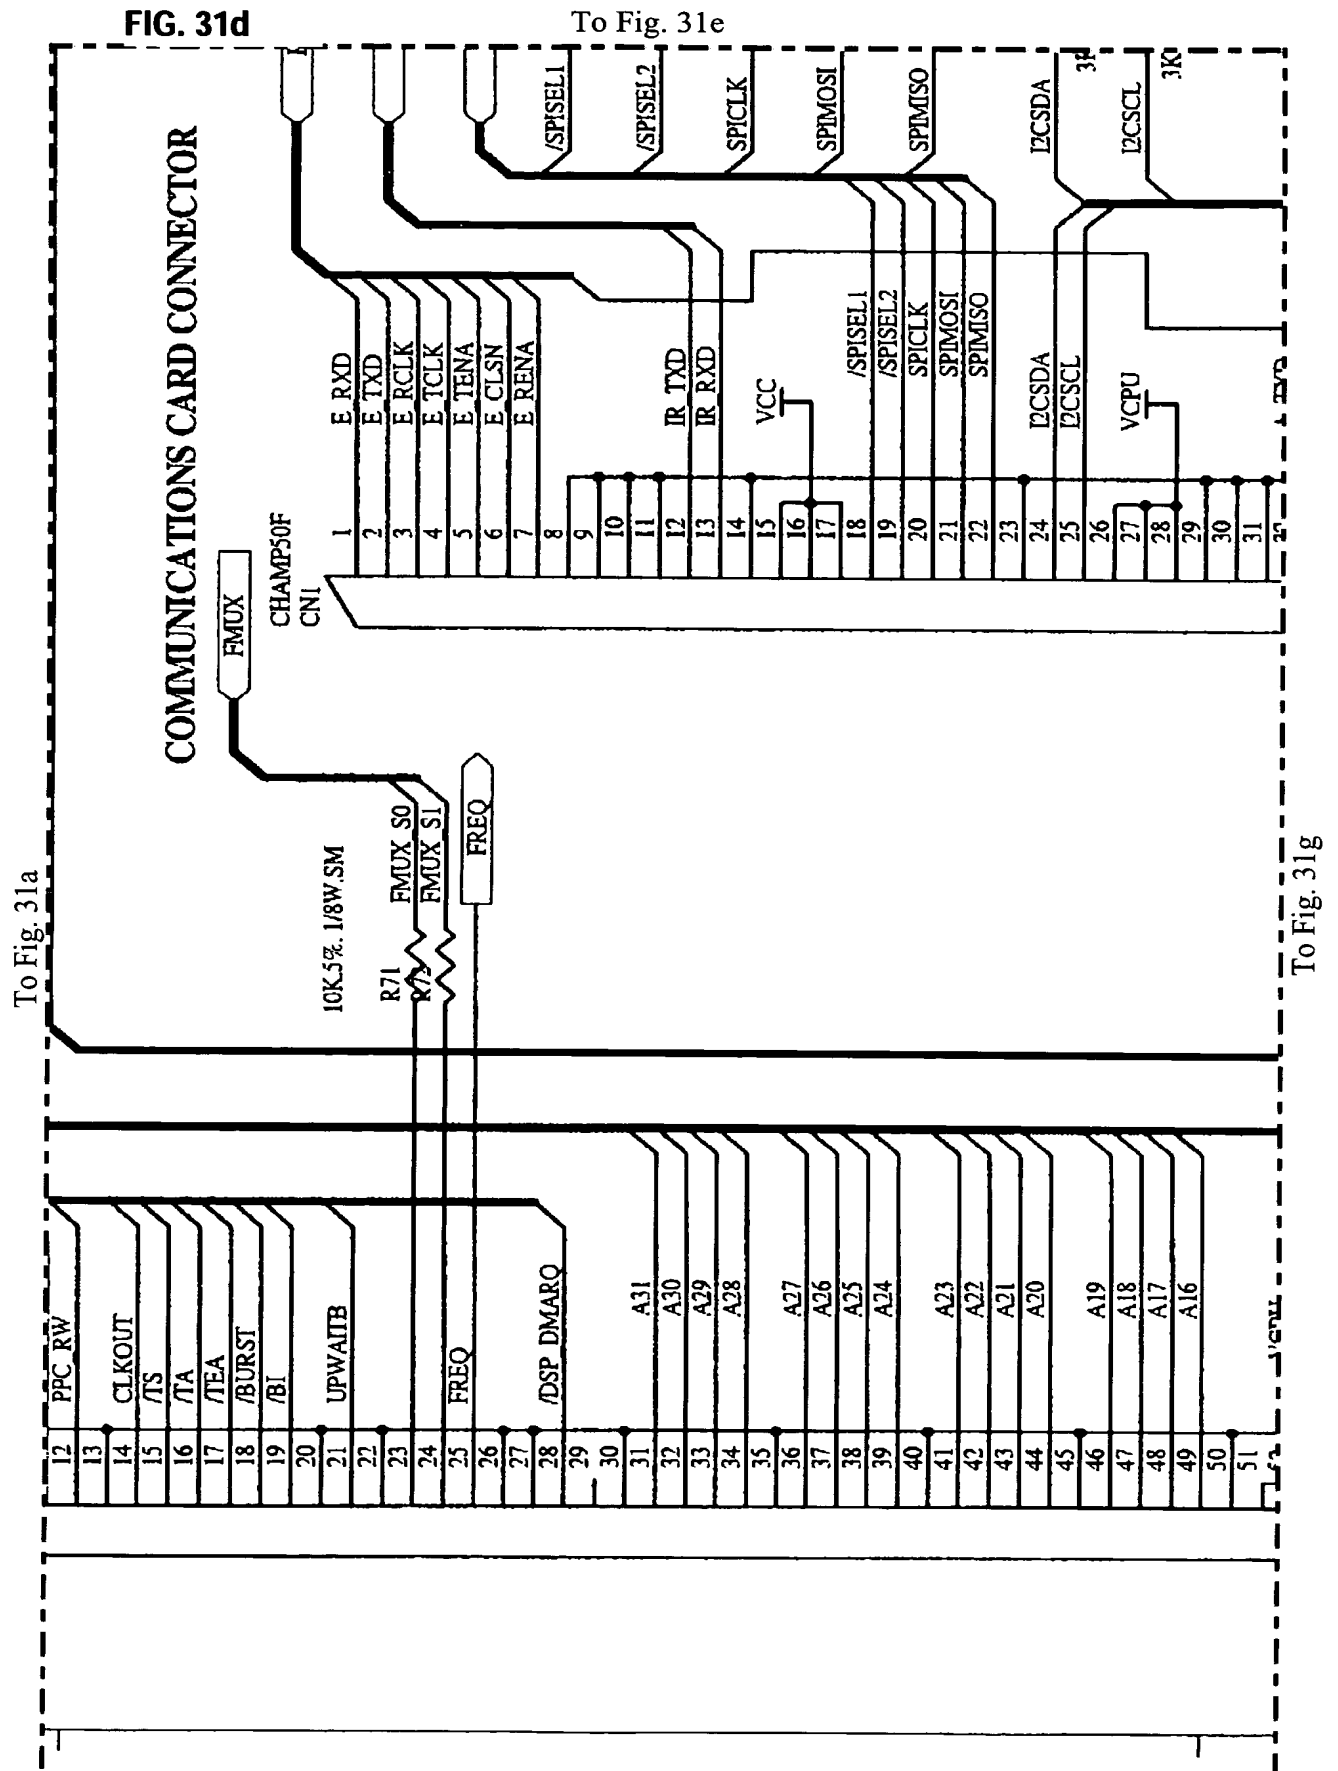 FIG. 31d
To Fig. 31e
To Fig. 31a
To Fig. 31g
COMMUNICATIONS CARD CONNECTOR
/SPISEL1
/SPISEL2
SPICLK
SPIMOSI
SPIMISO
I2CSDA
I2CSCL
3K
FMUX
CHAMP50F
CN1
E RXD
E TXD
E RCLK
E TCLK
E TENA
E CLSN
E RENA
IR TXD
IR RXD
VCC
/SPISEL1
/SPISEL2
SPICLK
SPIMOSI
SPIMISO
I2CSDA
I2CSCL
VCPU
1
2
3
4
5
6
7
8
9
10
11
12
13
14
15
16
17
18
19
20
21
22
23
24
25
26
27
28
29
30
31
10K.5%. 1/8W.SM
R71
FMUX S0
FMUX S1
FREQ
PPC RW
CLKOUT
/TS
/TA
/TEA
/BURST
/BI
UPWAITB
FREQ
/DSP DMARQ
A31
A30
A29
A28
A27
A26
A25
A24
A23
A22
A21
A20
A19
A18
A17
A16
12
13
14
15
16
17
18
19
20
21
22
23
24
25
26
27
28
29
30
31
32
33
34
35
36
37
38
39
40
41
42
43
44
45
46
47
48
49
50
51